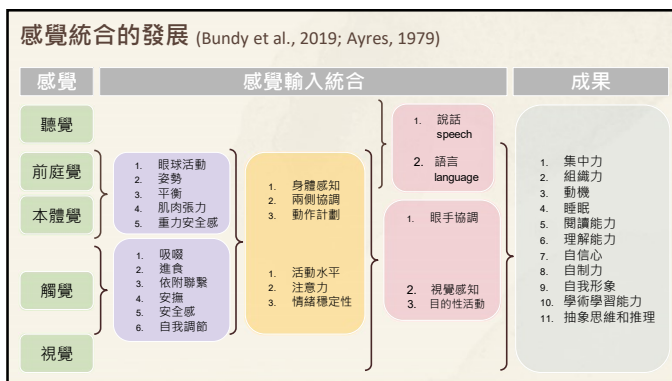 感覺統合的發展 (Bundy et al., 2019; Ayres, 1979)
感覺
感覺輸入統合
成果
聽覺
前庭覺
本體覺
觸覺
視覺
1. 眼球活動
2. 姿勢
3. 平衡
4. 肌肉張力
5. 重力安全感
1. 吸啜
2. 進食
3. 依附聯繫
4. 安撫
5. 安全感
6. 自我調節
1. 身體感知
2. 兩側協調
3. 動作計劃
1. 活動水平
2. 注意力
3. 情緒穩定性
1. 說話
speech
2. 語言
language
1. 眼手協調
2. 視覺感知
3. 目的性活動
1. 集中力
2. 組織力
3. 動機
4. 睡眠
5. 閱讀能力
6. 理解能力
7. 自信心
8. 自制力
9. 自我形象
10. 學術學習能力
11. 抽象思維和推理